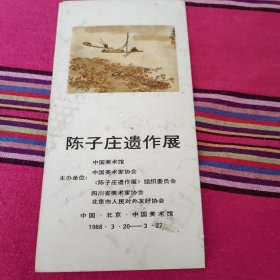 陈子庄遗作展
中国美术馆
中国美术家协会
主办单位：《陈子庄遗作展》组织委员会
四川省美术家协会
北京市人民对外友好协会
中国·北京·中国美术馆
1988·3·20——3·27